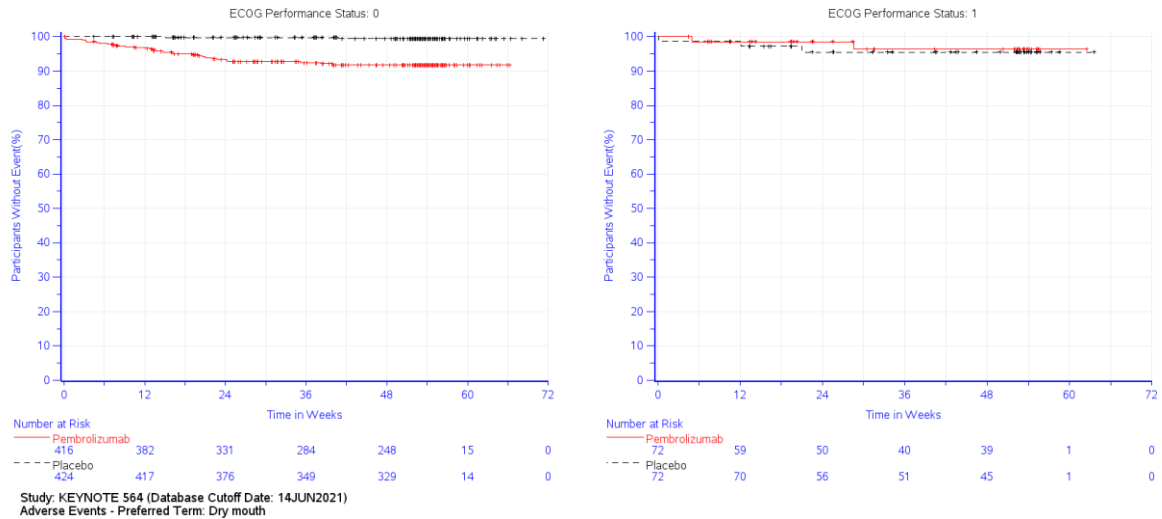 ECOG Performance Status: 0
100
90
80
70
60
50
40
30
20
10
0
Participants Without Event(%)
0 12 24 36 48 60 72
Time in Weeks
Number at Risk
Pembrolizumab
416 382 331 284 248 15 0
Placebo
424 417 376 349 329 14 0
ECOG Performance Status: 1
100
90
80
70
60
50
40
30
20
10
0
Participants Without Event(%)
0 12 24 36 48 60 72
Time in Weeks
Number at Risk
Pembrolizumab
72 59 50 40 39 1 0
Placebo
72 70 56 51 45 1 0
Study: KEYNOTE 564 (Database Cutoff Date: 14JUN2021)
Adverse Events - Preferred Term: Dry mouth